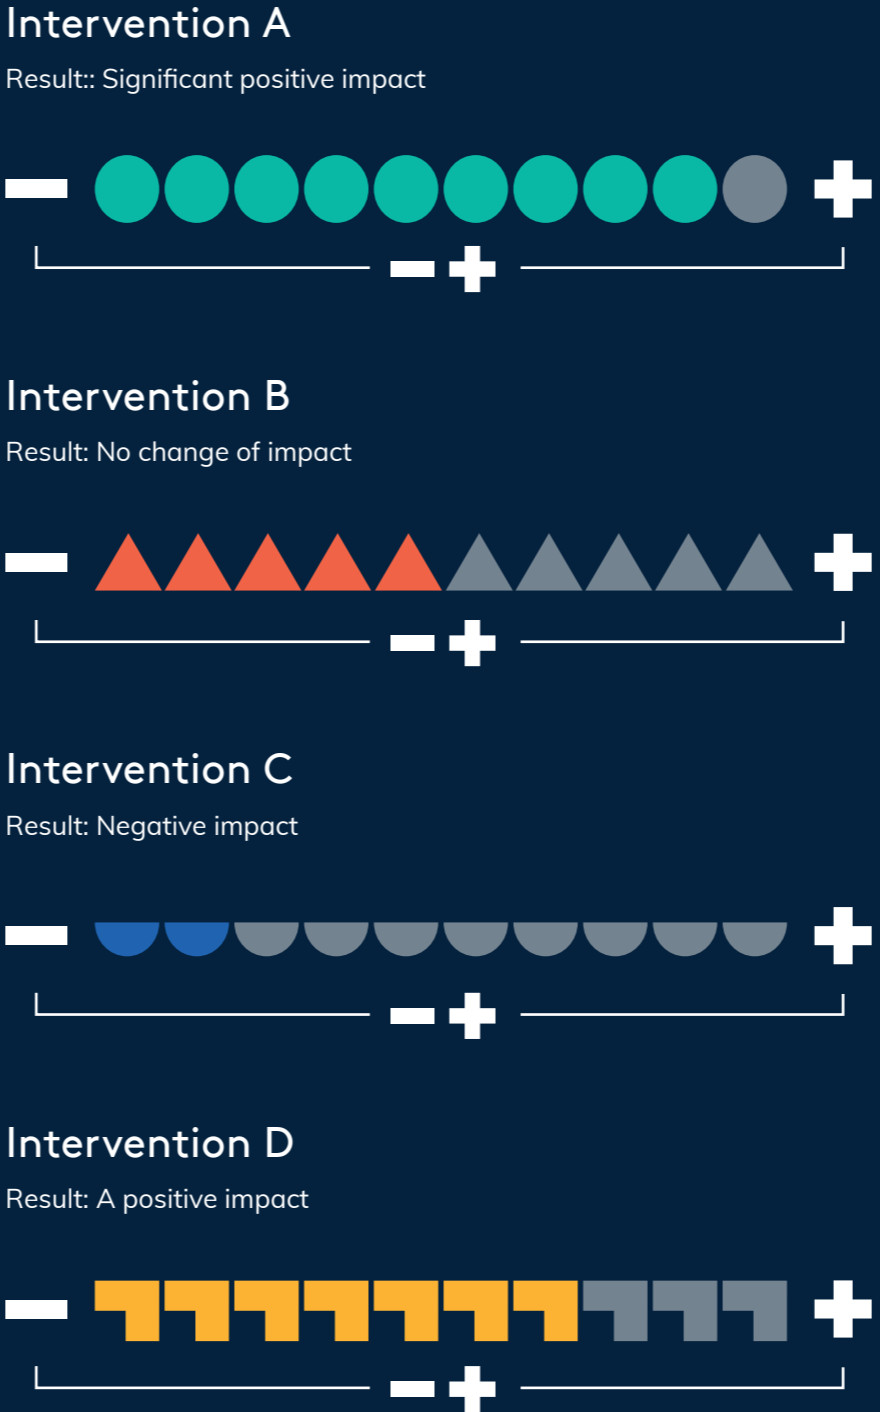 Intervention A
Result:: Significant positive impact
Intervention B
Result: No change of impact
Intervention C
Result: Negative impact
Intervention D
Result: A positive impact